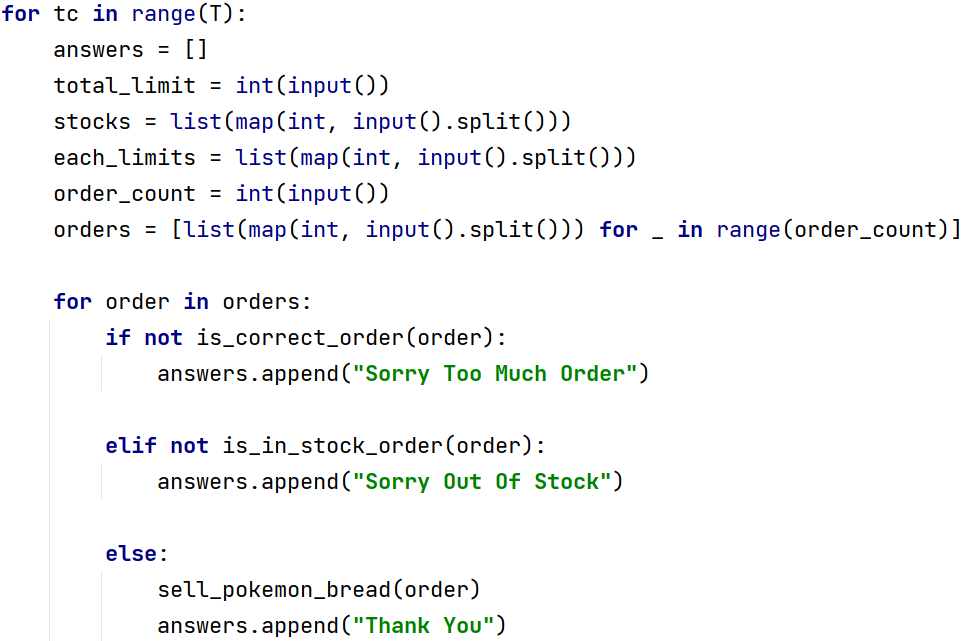 for tc in range(T):
    answers = []
    total_limit = int(input())
    stocks = list(map(int, input().split()))
    each_limits = list(map(int, input().split()))
    order_count = int(input())
    orders = [list(map(int, input().split())) for _ in range(order_count)]

    for order in orders:
        if not is_correct_order(order):
            answers.append("Sorry Too Much Order")

        elif not is_in_stock_order(order):
            answers.append("Sorry Out Of Stock")

        else:
            sell_pokemon_bread(order)
            answers.append("Thank You")